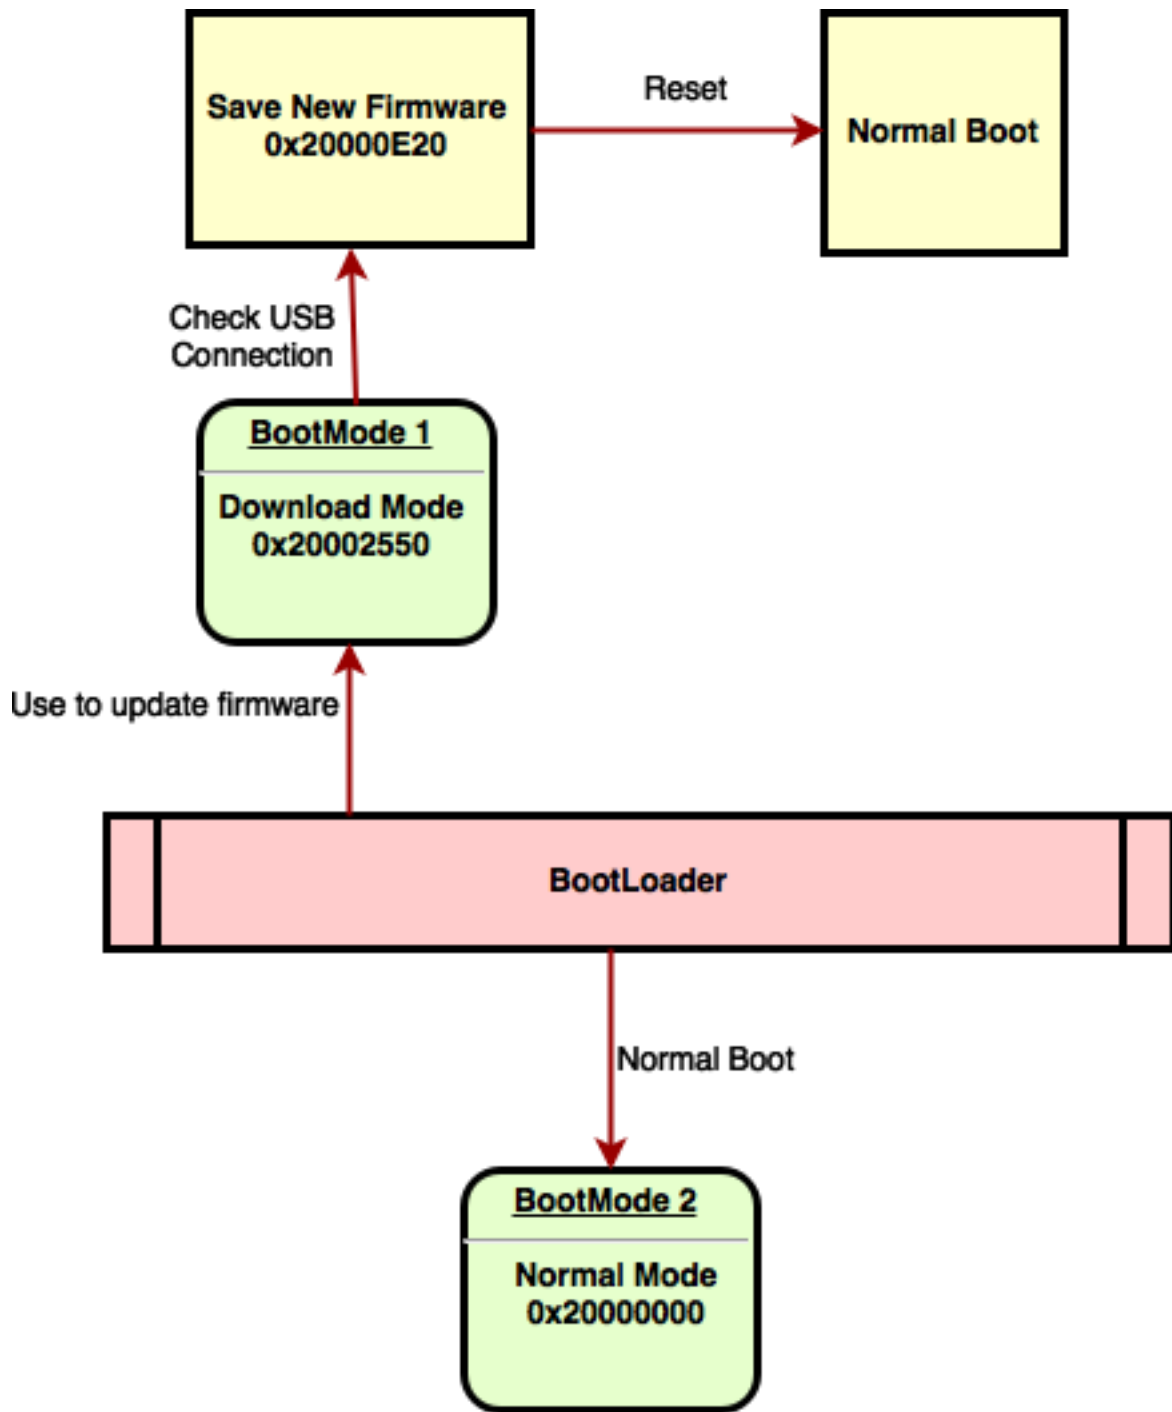 Save New Firmware
0x20000E20
Reset
Normal Boot
Check USB
Connection
BootMode 1
Download Mode
0x20002550
Use to update firmware
BootLoader
Normal Boot
BootMode 2
Normal Mode
0x20000000